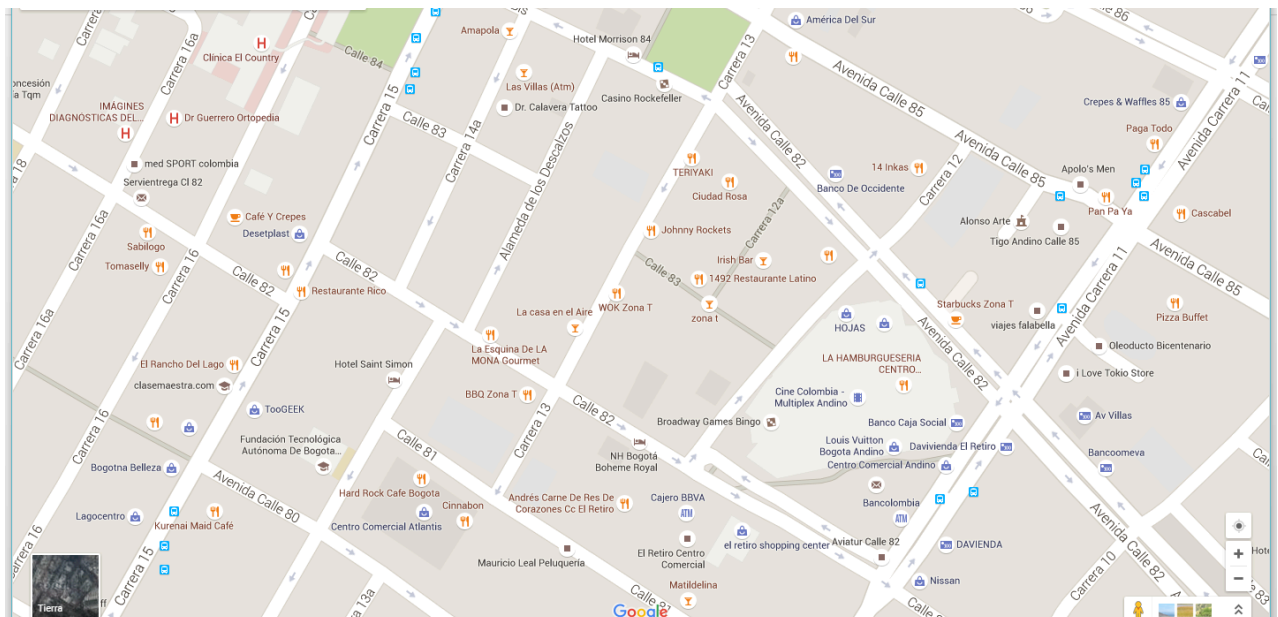 América Del Sur
Amapola
Hotel Morrison 84
Carrera 16a
Clínica El Country
Calle 84
Carrera 13
Avenida Calle 85
Las Villas (Atm)
Casino Rockefeller
Crepes & Waffles 85
Carrera 11
IMÁGINES
DIAGNÓSTICAS DEL...
Dr Guerrero Ortopedia
Carrera 15
Dr. Calavera Tattoo
Calle 83
Carrera 14a
Avenida Calle 82
Paga Todo
Avenida Carrera 11
med SPORT colombia
Servientrega Cl 82
TERIYAKI
Ciudad Rosa
14 Inkas
Banco De Occidente
Carrera 12
Avenida Calle 85
Apolo's Men
Pan Pa Ya
Cascabel
Carrera 16a
Café Y Crepes
Desetplast
Alameda de los Descalzos
Johnny Rockets
Carrera 12a
Alonso Arte
Tigo Andino Calle 85
Sabilogo
Tomaselly
Carrera 16
Calle 82
Restaurante Rico
Calle 82
Calle 83
Irish Bar
1492 Restaurante Latino
Avenida Calle 85
Avenida Carrera 11
La casa en el Aire
WOK Zona T
zona t
HOJAS
Starbucks Zona T
viajes falabella
Pizza Buffet
Carrera 16a
Carrera 15
El Rancho Del Lago
clasemaestra.com
Hotel Saint Simon
La Esquina De LA
MONA Gourmet
LA HAMBURGUESERIA
CENTRO...
Avenida Calle 82
Oleoducto Bicentenario
i Love Tokio Store
BBQ Zona T
Cine Colombia -
Multiplex Andino
TooGEEK
Carrera 13
Calle 82
Broadway Games Bingo
Banco Caja Social
Av Villas
Carrera 16
Fundación Tecnológica
Autónoma De Bogota...
Calle 81
NH Bogotá
Boheme Royal
Louis Vuitton
Bogota Andino
Davivienda El Retiro
Centro Comercial Andino
Bancoomeva
Bogotna Belleza
Avenida Calle 80
Hard Rock Cafe Bogota
Cinnabon
Andrés Carne De Res De
Corazones Cc El Retiro
Cajero BBVA
ATM
Bancolombia
ATM
Lagocentro
Kurenai Maid Café
Centro Comercial Atlantis
el retiro shopping center
Aviatur Calle 82
DAVIENDA
Avenida Calle 82
Carrera 16
Carrera 15
Mauricio Leal Peluquería
El Retiro Centro
Comercial
Nissan
Carrera 10
Tierra
13a
Matildelina
Calle 81
Google